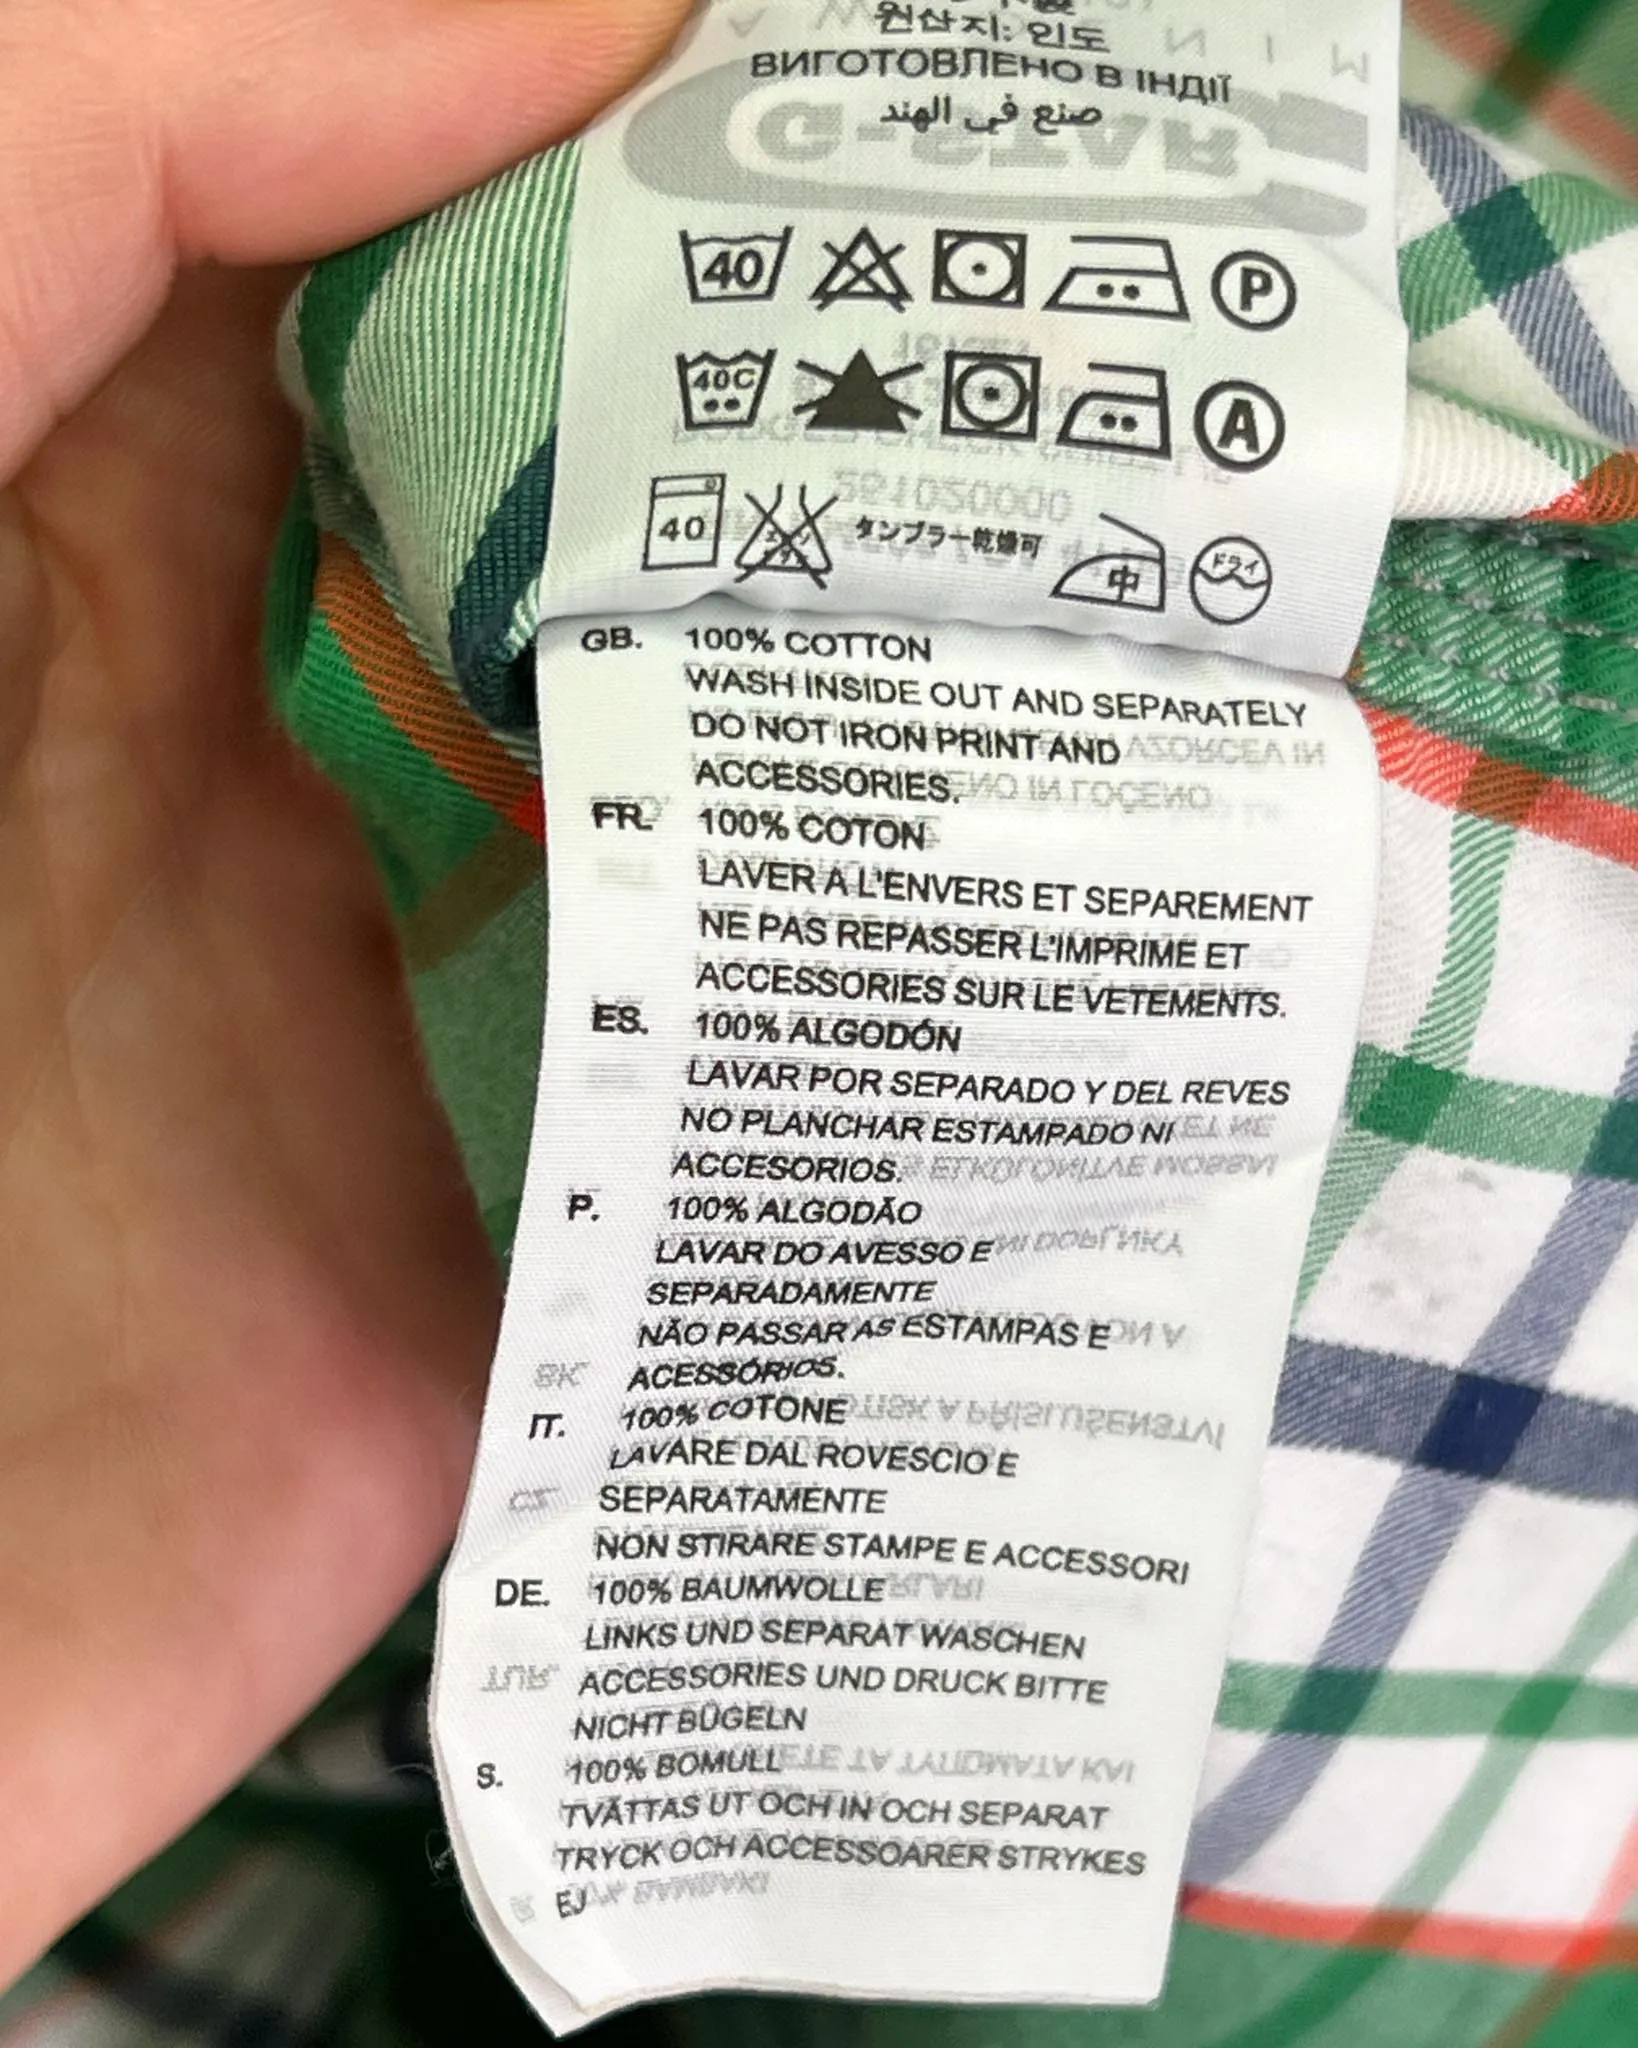 원산지: 인도
ВИГОТОВЛЕНО В ІНДІЇ
صنع في الهند
G-STAR
40
P
40C
A
40
エンソ
サラシ
タンブラー乾燥可
中
ドライ
GB. 100% COTTON
WASH INSIDE OUT AND SEPARATELY
DO NOT IRON PRINT AND
ACCESSORIES.
FR. 100% COTON
LAVER A L'ENVERS ET SEPAREMENT
NE PAS REPASSER L'IMPRIME ET
ACCESSORIES SUR LE VETEMENTS.
ES. 100% ALGODÓN
LAVAR POR SEPARADO Y DEL REVES
NO PLANCHAR ESTAMPADO NI
ACCESORIOS.
P. 100% ALGODÃO
LAVAR DO AVESSO E
SEPARADAMENTE
NÃO PASSAR AS ESTAMPAS E
ACESSÓRIOS.
IT. 100% COTONE
LAVARE DAL ROVESCIO E
SEPARATAMENTE
NON STIRARE STAMPE E ACCESSORI
DE. 100% BAUMWOLLE
LINKS UND SEPARAT WASCHEN
ACCESSORIES UND DRUCK BITTE
NICHT BÜGELN
S. 100% BOMULL
TVÄTTAS UT OCH IN OCH SEPARAT
TRYCK OCH ACCESSOARER STRYKES
EJ